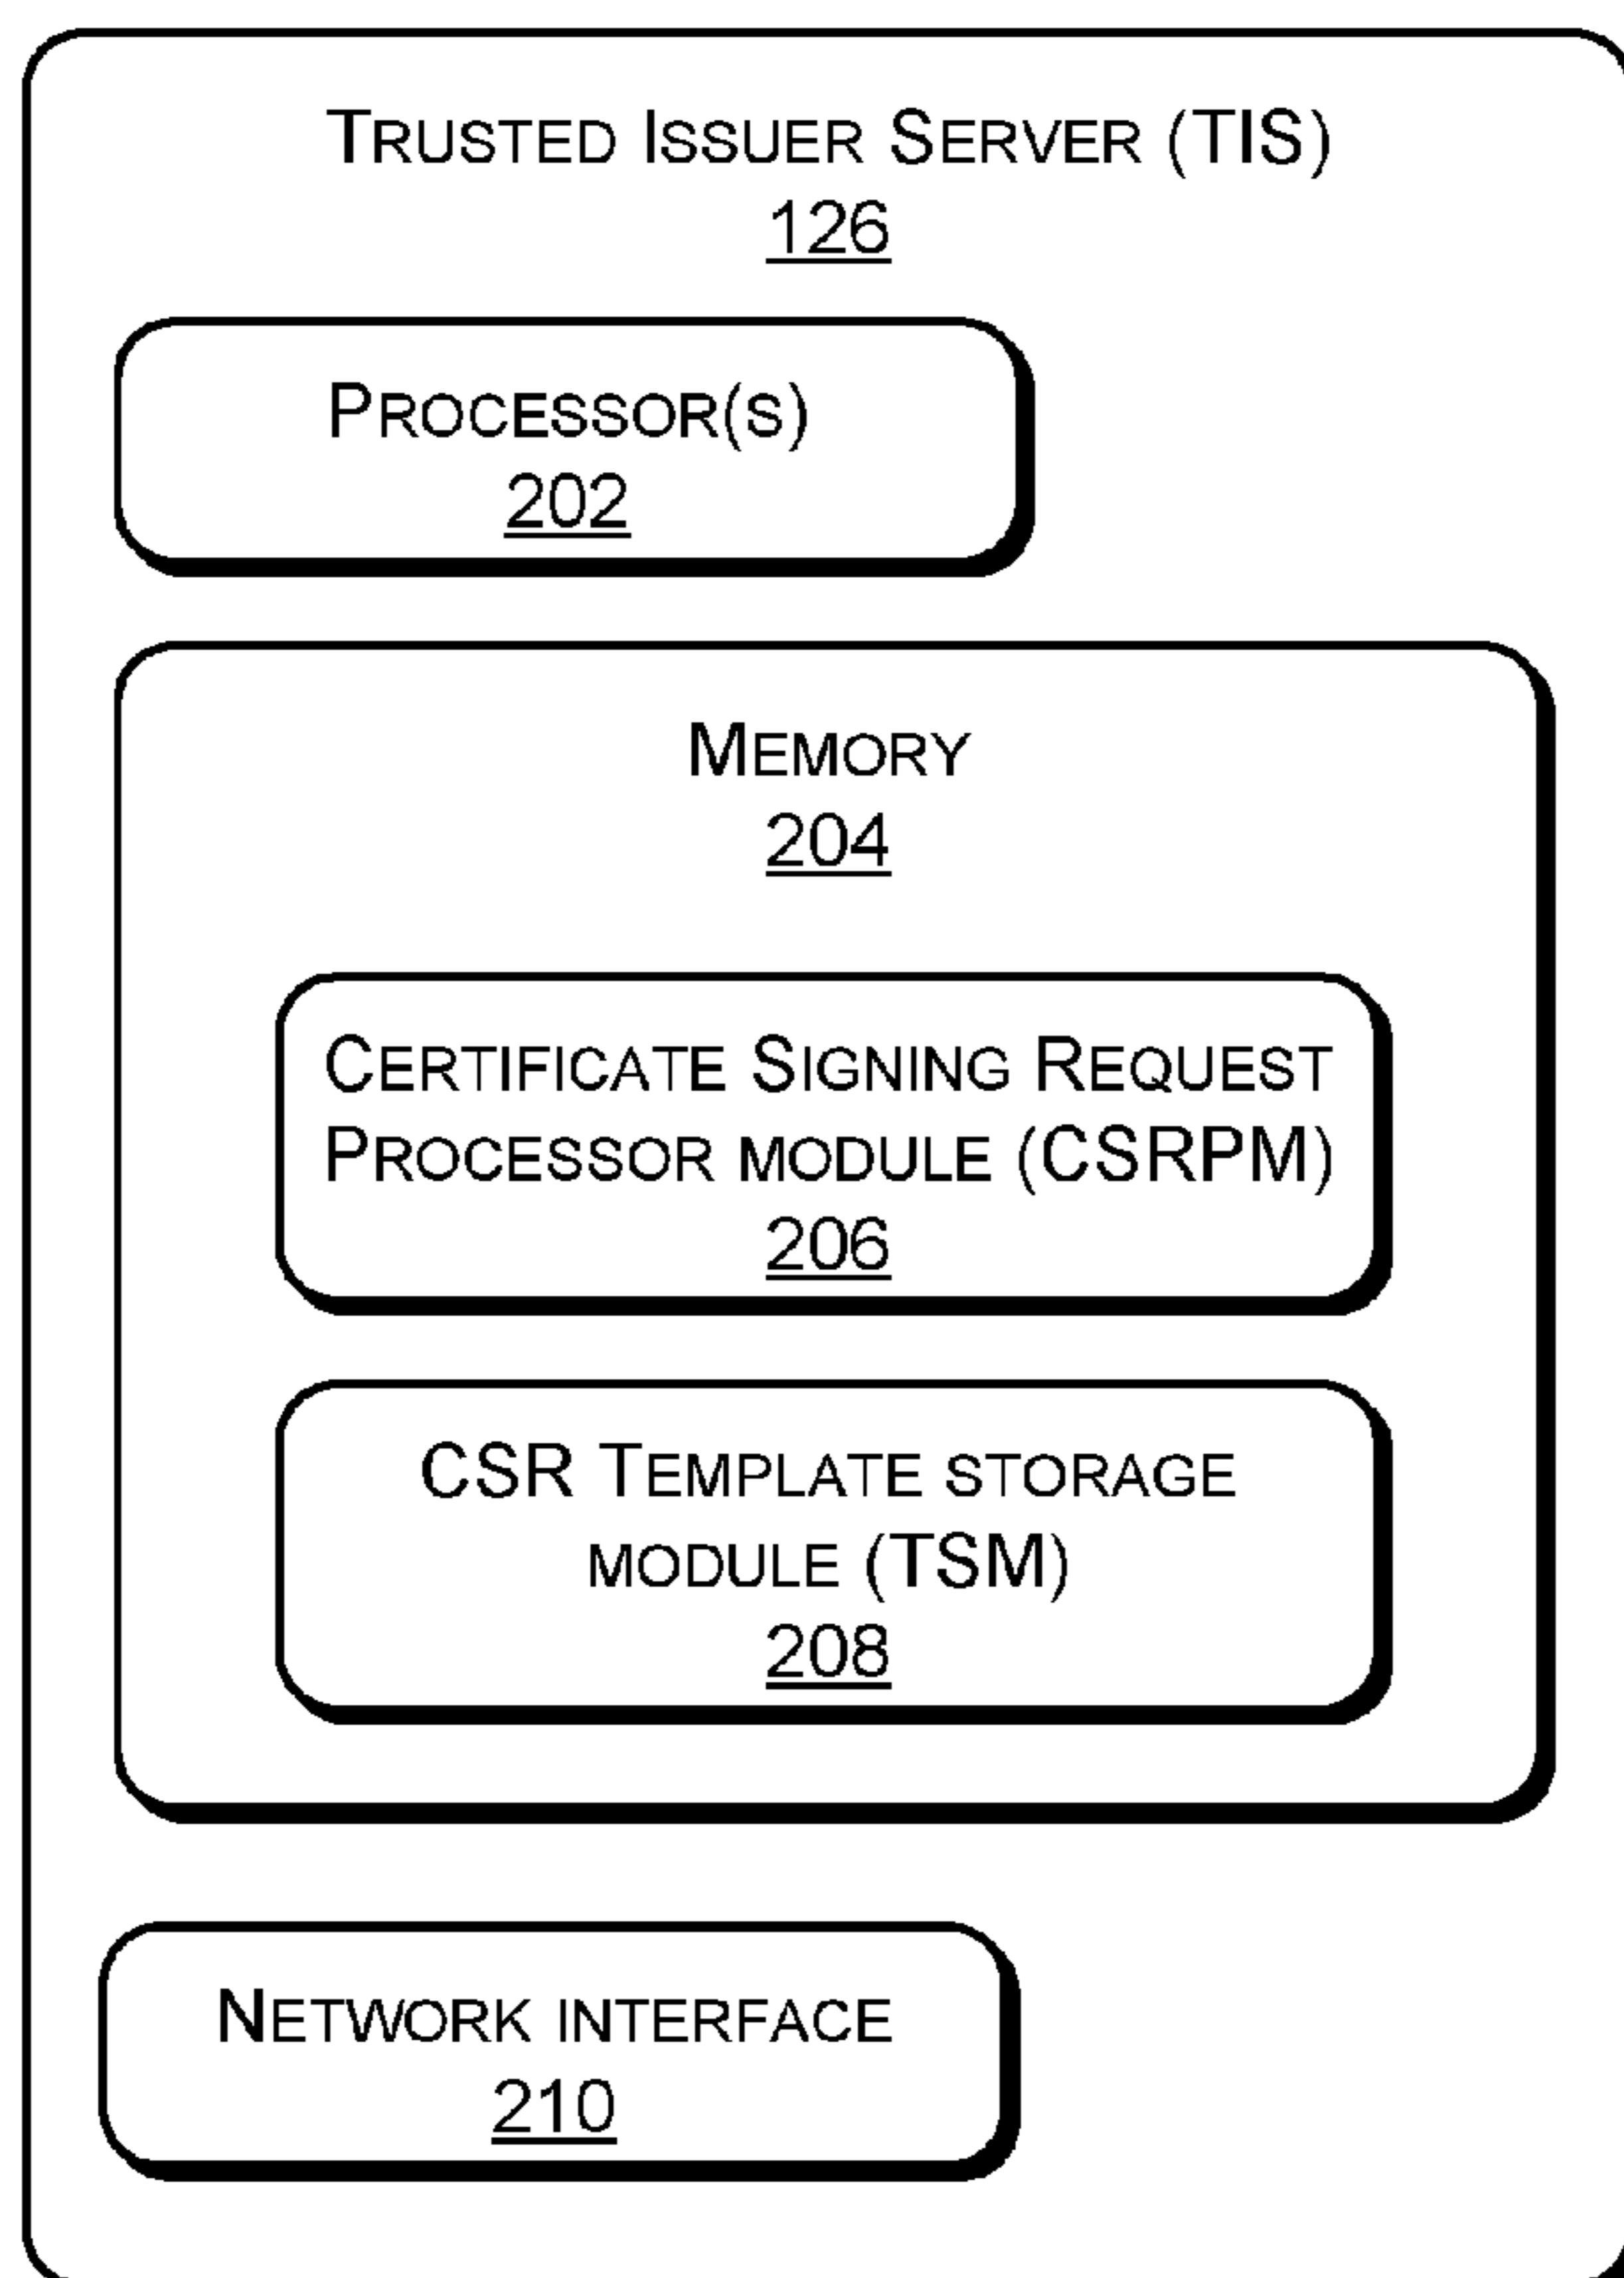 TRUSTED ISSUER SERVER (TIS)
126
PROCESSOR(S)
202
MEMORY
204
CERTIFICATE SIGNING REQUEST
PROCESSOR MODULE (CSRPM)
206
CSR TEMPLATE STORAGE
MODULE (TSM)
208
NETWORK INTERFACE
210